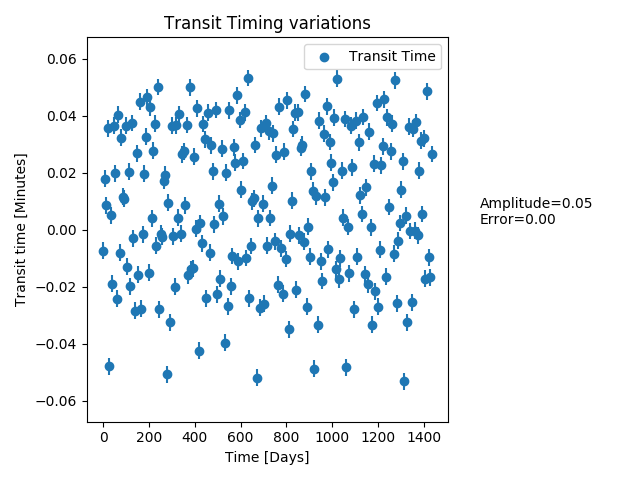 Transit Timing variations
Transit Time
0.06
0.04
0.02
0.00
−0.02
−0.04
−0.06
Transit time [Minutes]
0 200 400 600 800 1000 1200 1400
Time [Days]
Amplitude=0.05
Error=0.00